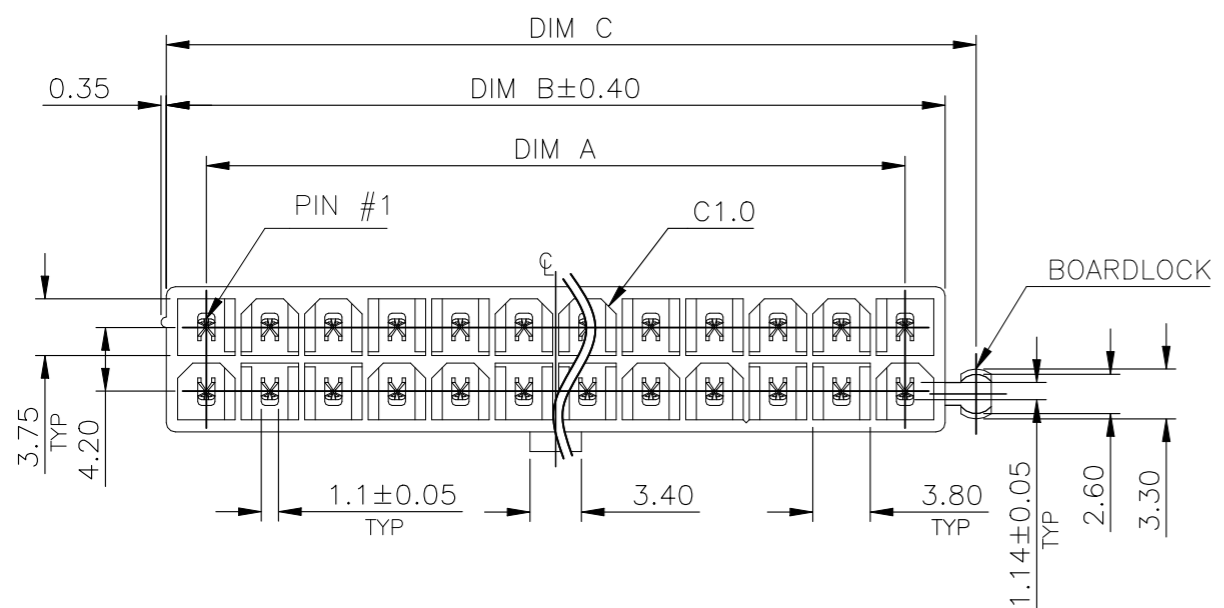 DIM C
0.35
DIM B±0.40
DIM A
PIN #1
C1.0
℄
BOARDLOCK
3.75
TYP
4.20
1.1±0.05
TYP
3.40
3.80
TYP
1.14±0.05
TYP
2.60
3.30